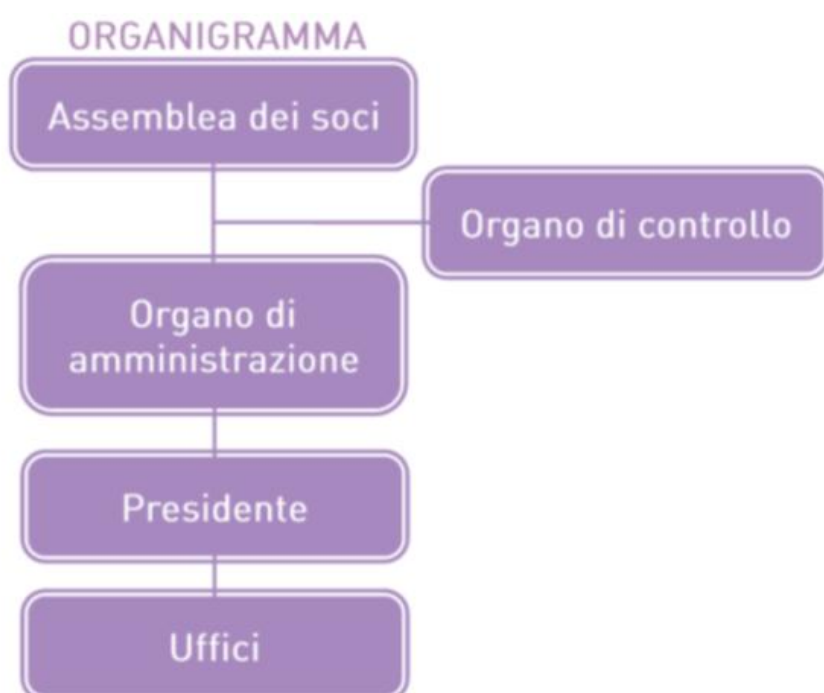 ORGANIGRAMMA
Assemblea dei soci
Organo di controllo
Organo di
amministrazione
Presidente
Uffici